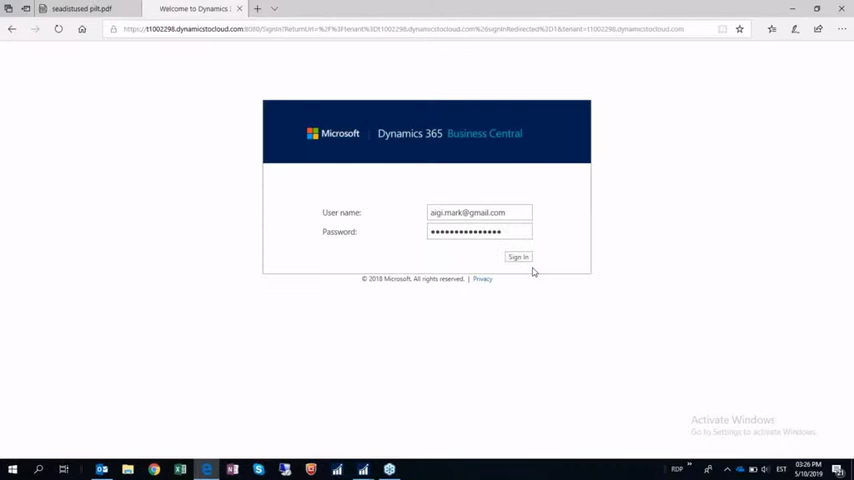 seadistused pilt.pdf
Welcome to Dynamics
https://t1002298.dynamicstocloud.com:8080/SignIn?ReturnUrl=%2F%3Ftenant%3Dt1002298.dynamicstocloud.com%26signInRedirected%3D1&tenant=t1002298.dynamicstocloud.com
Microsoft | Dynamics 365 Business Central
User name: aigi.mark@gmail.com
Password: •••••••••••••••
Sign In
© 2018 Microsoft. All rights reserved. | Privacy
Activate Windows
Go to Settings to activate Windows.
RDP
EST
03:26 PM
5/10/2019
21